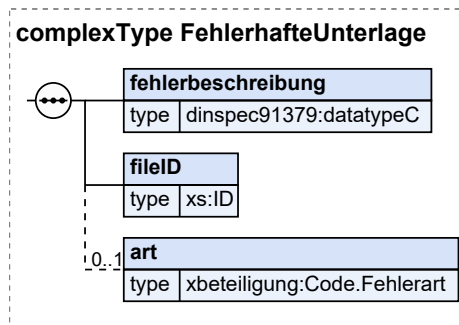 complexType FehlerhafteUnterlage
fehlerbeschreibung
type dinspec91379:datatypeC
fileID
type xs:ID
0..1
art
type xbeteiligung:Code.Fehlerart